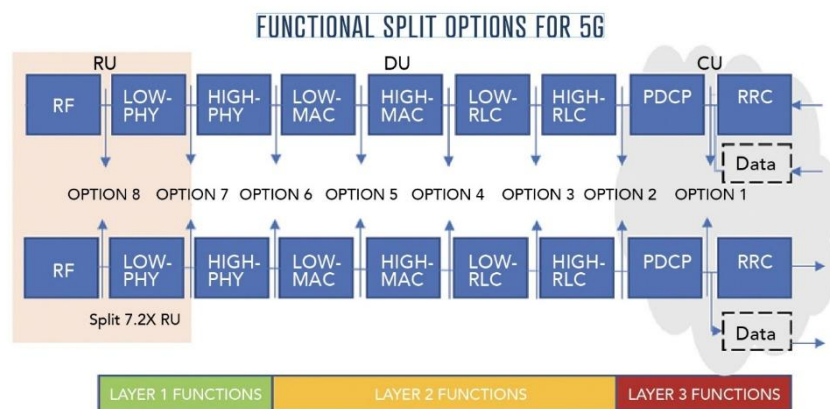 FUNCTIONAL SPLIT OPTIONS FOR 5G
RU
DU
CU
RF
LOW-
PHY
HIGH-
PHY
LOW-
MAC
HIGH-
MAC
LOW-
RLC
HIGH-
RLC
PDCP
RRC
Data
OPTION 8
OPTION 7
OPTION 6
OPTION 5
OPTION 4
OPTION 3
OPTION 2
OPTION 1
RF
LOW-
PHY
HIGH-
PHY
LOW-
MAC
HIGH-
MAC
LOW-
RLC
HIGH-
RLC
PDCP
RRC
Split 7.2X RU
Data
LAYER 1 FUNCTIONS
LAYER 2 FUNCTIONS
LAYER 3 FUNCTIONS